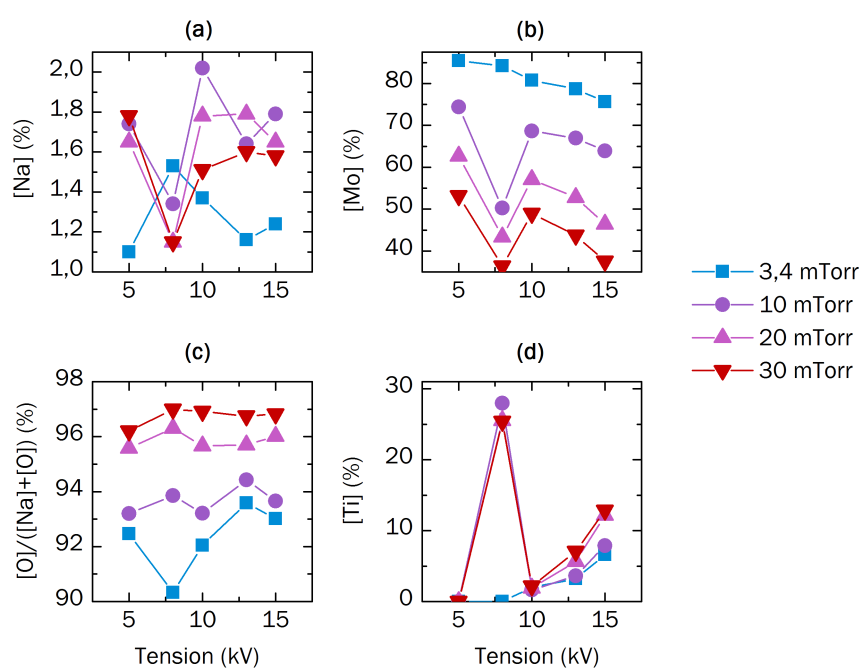 (a)
[Na] (%)
2,0
1,8
1,6
1,4
1,2
1,0
5 10 15
(b)
[Mo] (%)
80
70
60
50
40
5 10 15
3,4 mTorr
10 mTorr
20 mTorr
30 mTorr
(c)
[O]/([Na]+[O]) (%)
98
96
94
92
90
5 10 15
Tension (kV)
(d)
[Ti] (%)
30
20
10
0
5 10 15
Tension (kV)